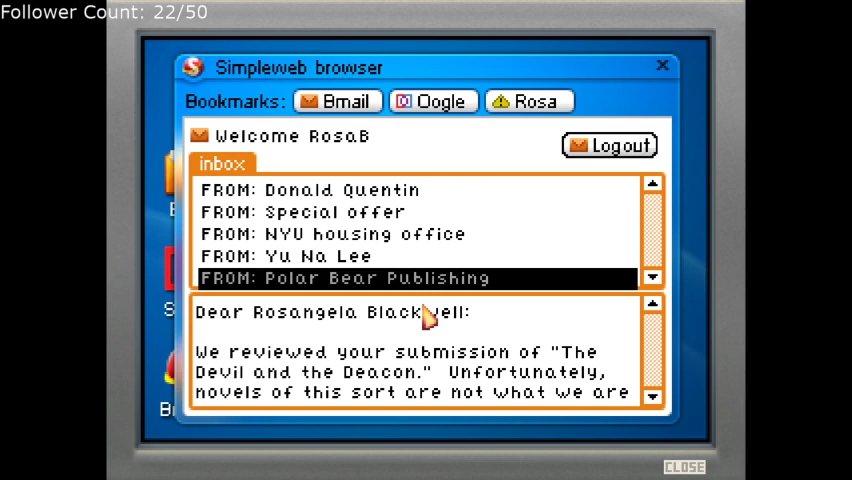 Follower Count: 22/50
Simpleweb browser
Bookmarks: Bmail Oogle Rosa
Welcome RosaB
Logout
inbox
FROM: Donald Quentin
FROM: Special offer
FROM: NYU housing office
FROM: Yu Na Lee
FROM: Polar Bear Publishing
Dear Rosangela Blackwell:
We reviewed your submission of "The
Devil and the Deacon." Unfortunately,
novels of this sort are not what we are
CLOSE